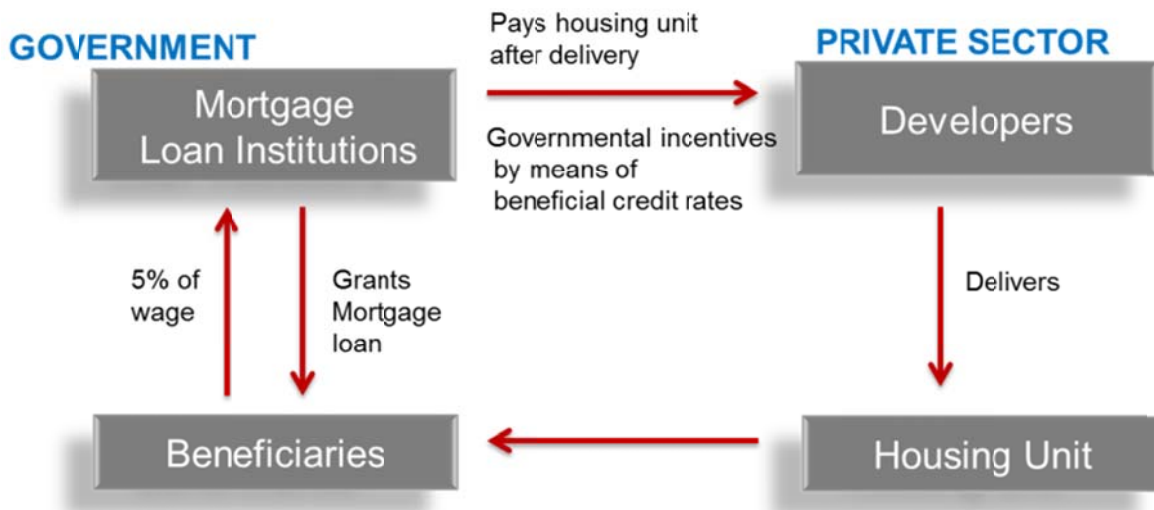 GOVERNMENT
Mortgage
Loan Institutions
Pays housing unit
after delivery
Governmental incentives
by means of
beneficial credit rates
PRIVATE SECTOR
Developers
5% of
wage
Grants
Mortgage
loan
Delivers
Beneficiaries
Housing Unit